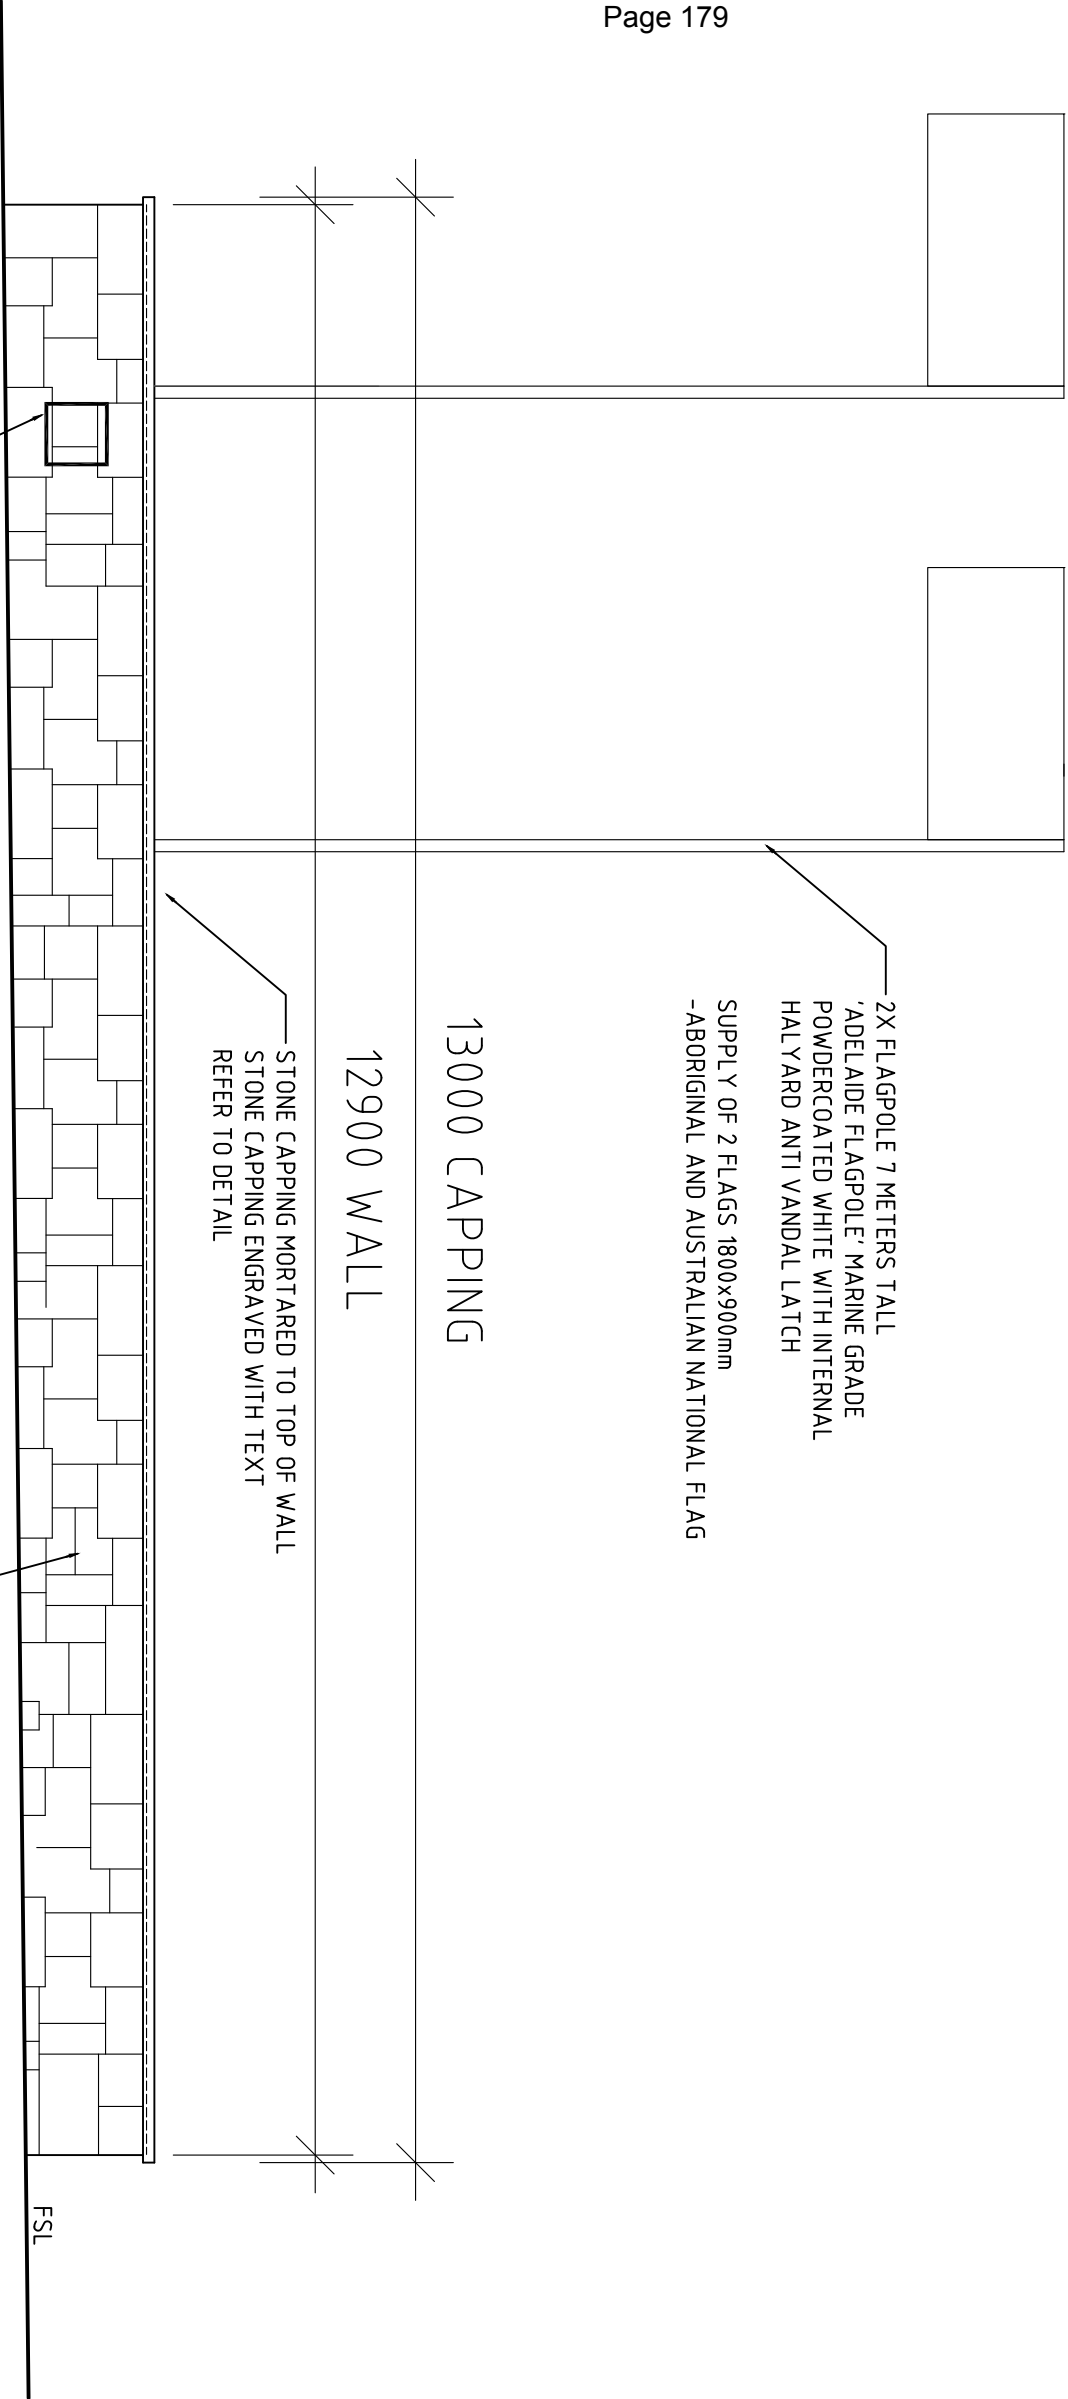 Page 179
2X FLAGPOLE 7 METERS TALL
'ADELAIDE FLAGPOLE' MARINE GRADE
POWDERCOATED WHITE WITH INTERNAL
HALYARD ANTI VANDAL LATCH
SUPPLY OF 2 FLAGS 1800x900mm
-ABORIGINAL AND AUSTRALIAN NATIONAL FLAG
13000 CAPPING
12900 WALL
STONE CAPPING MORTARED TO TOP OF WALL
STONE CAPPING ENGRAVED WITH TEXT
REFER TO DETAIL
FSL